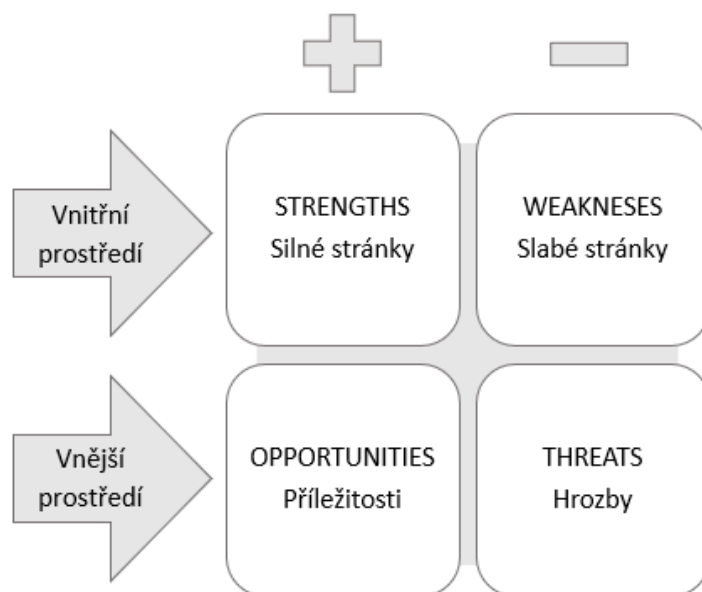 Vnitřní
prostředí
STRENGTHS
Silné stránky
WEAKNESES
Slabé stránky
Vnější
prostředí
OPPORTUNITIES
Příležitosti
THREATS
Hrozby